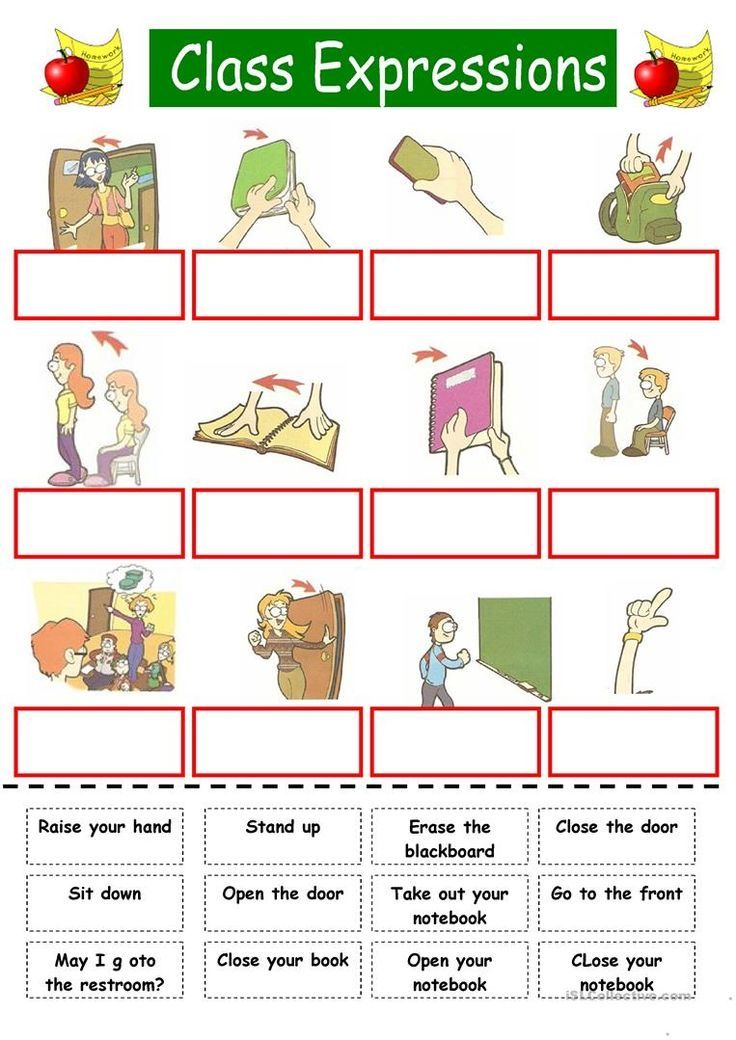 Homework
Class Expressions
Homework
Raise your hand
Stand up
Erase the
blackboard
Close the door
Sit down
Open the door
Take out your
notebook
Go to the front
May I g oto
the restroom?
Close your book
Open your
notebook
CLose your
notebook
iSLCollective.com